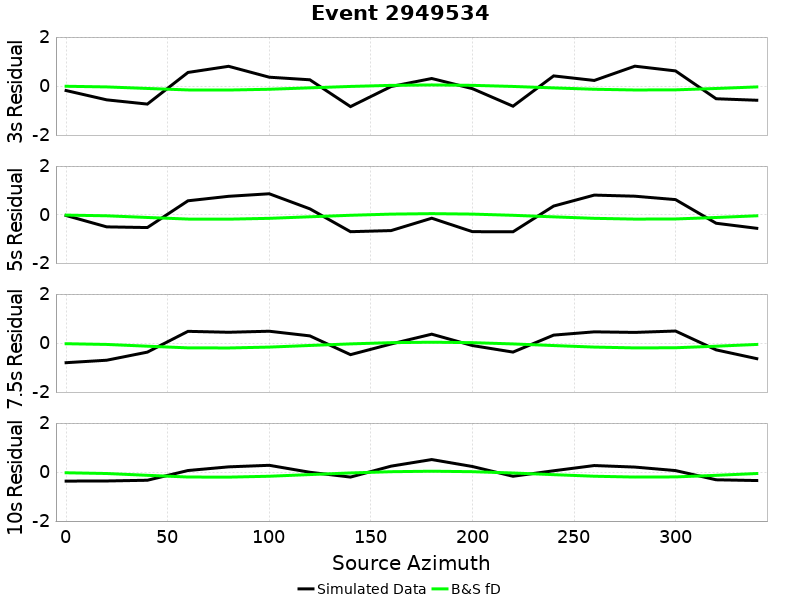 Event 2949534
3s Residual
2
0
-2
5s Residual
2
0
-2
7.5s Residual
2
0
-2
10s Residual
2
0
-2
0 50 100 150 200 250 300
Source Azimuth
Simulated Data B&S fD